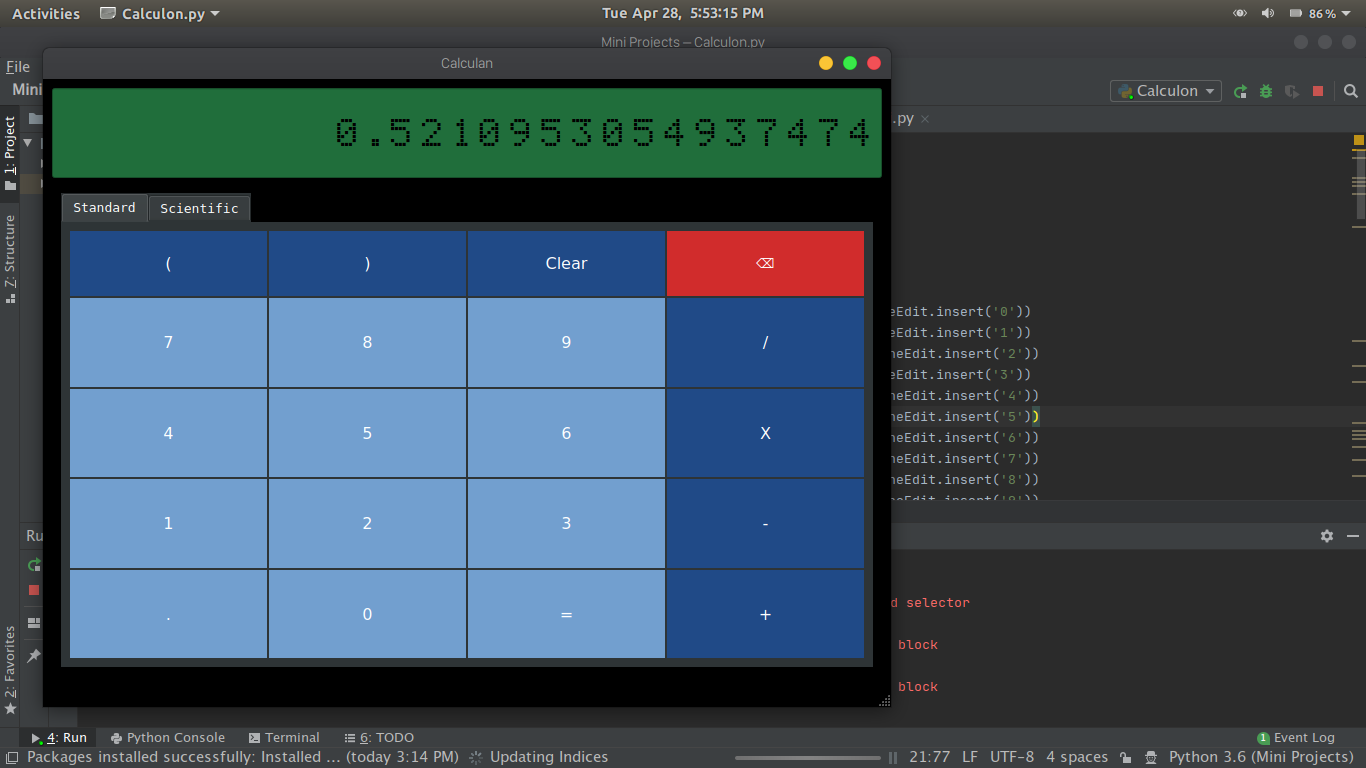 Activities Calculon.py Tue Apr 28, 5:53:15 PM 86%
Mini Projects – Calculon.py
Calculan
File
Mini
Calculon
.py
1: Project
Z: Structure
2: Favorites
0.5210953054937474
Standard Scientific
( ) Clear ⌫
7 8 9 /
4 5 6 X
1 2 3 -
. 0 = +
eEdit.insert('0'))
eEdit.insert('1'))
neEdit.insert('2'))
eEdit.insert('3'))
neEdit.insert('4'))
neEdit.insert('5'))
neEdit.insert('6'))
neEdit.insert('7'))
neEdit.insert('8'))
Ru
d selector
block
block
4: Run Python Console Terminal 6: TODO 1 Event Log
Packages installed successfully: Installed ... (today 3:14 PM) Updating Indices 21:77 LF UTF-8 4 spaces Python 3.6 (Mini Projects)